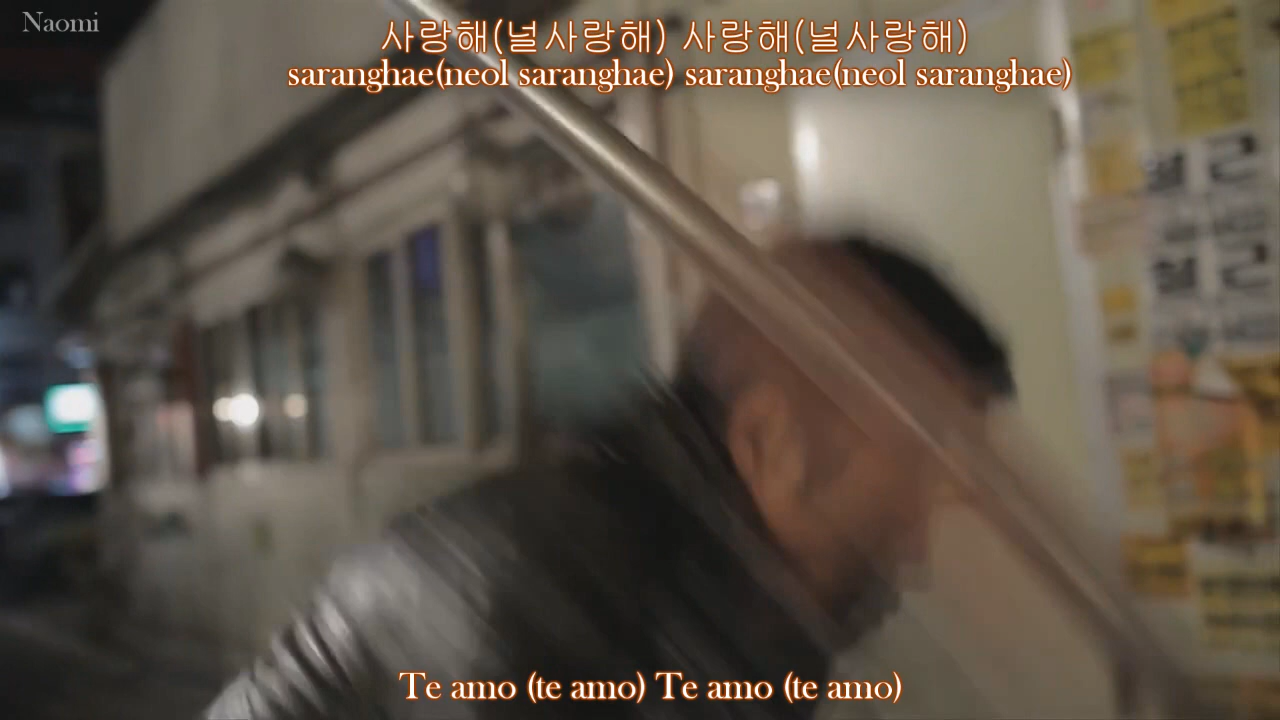 Naomi
사랑해(널사랑해) 사랑해(널사랑해)
saranghae(neol saranghae) saranghae(neol saranghae)
Te amo (te amo) Te amo (te amo)